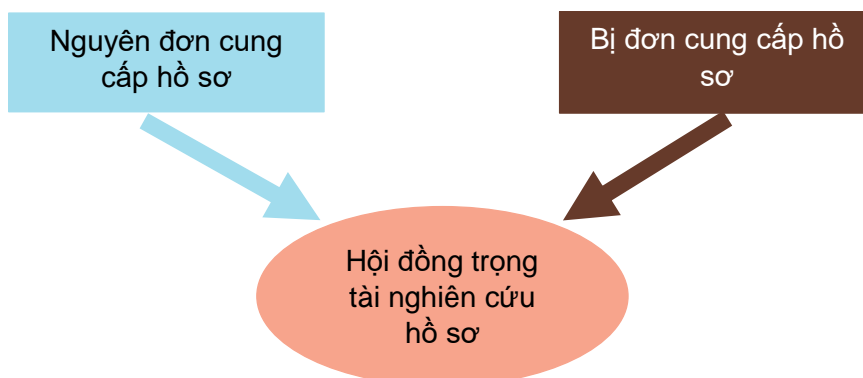 Nguyên đơn cung
cấp hồ sơ
Bị đơn cung cấp hồ
sơ
Hội đồng trọng
tài nghiên cứu
hồ sơ